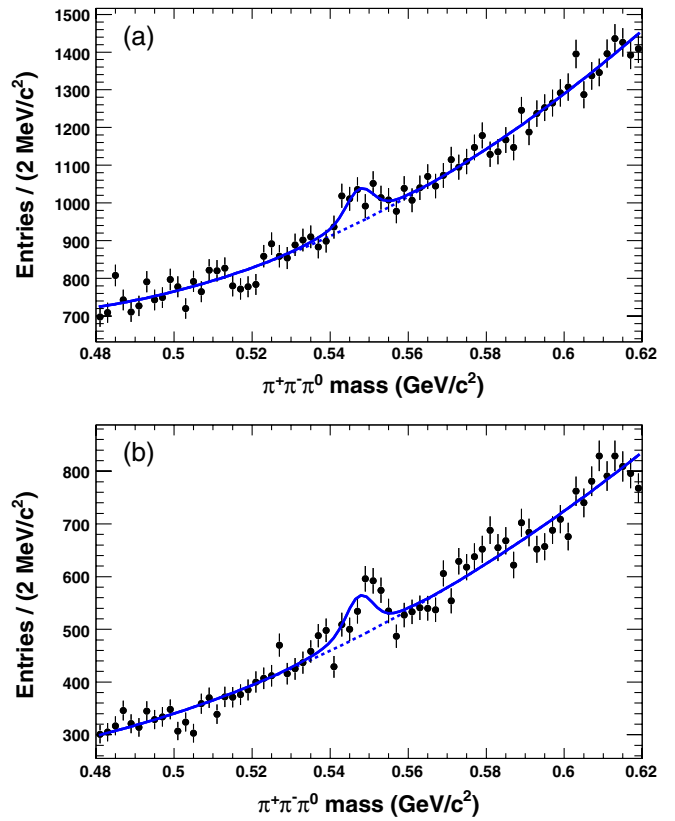 (a)
Entries / (2 MeV/c²)
1500
1400
1300
1200
1100
1000
900
800
700
0.48 0.5 0.52 0.54 0.56 0.58 0.6 0.62
π⁺π⁻π⁰ mass (GeV/c²)
(b)
Entries / (2 MeV/c²)
800
700
600
500
400
300
0.48 0.5 0.52 0.54 0.56 0.58 0.6 0.62
π⁺π⁻π⁰ mass (GeV/c²)